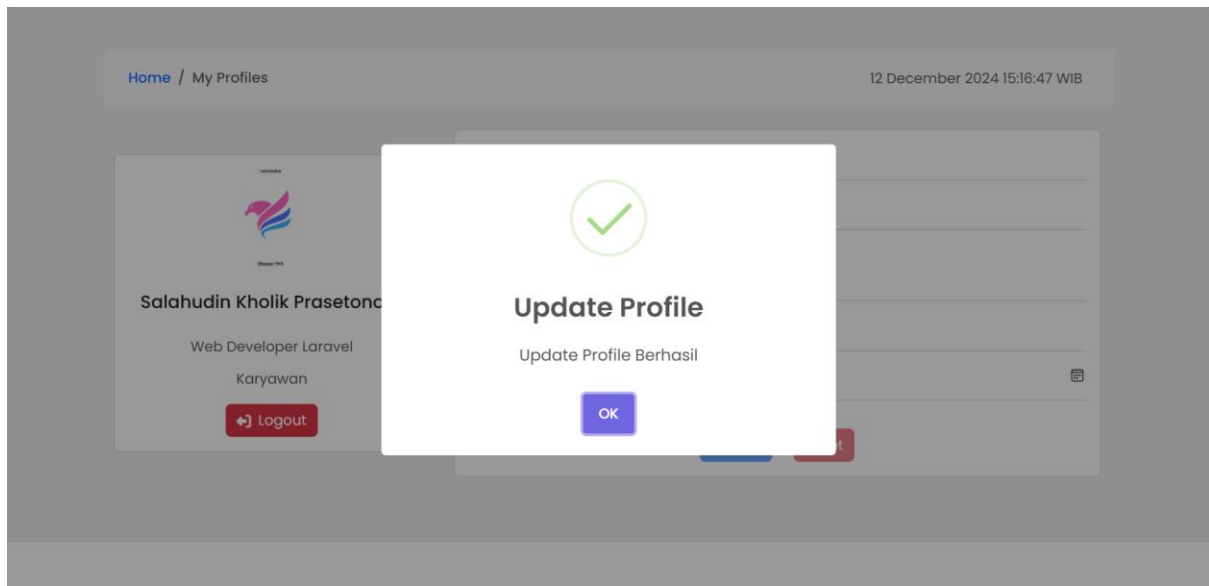 Home / My Profiles
12 December 2024 15:16:47 WIB
Salahudin Kholik Prasetono
Web Developer Laravel
Karyawan
Logout
Update Profile
Update Profile Berhasil
OK